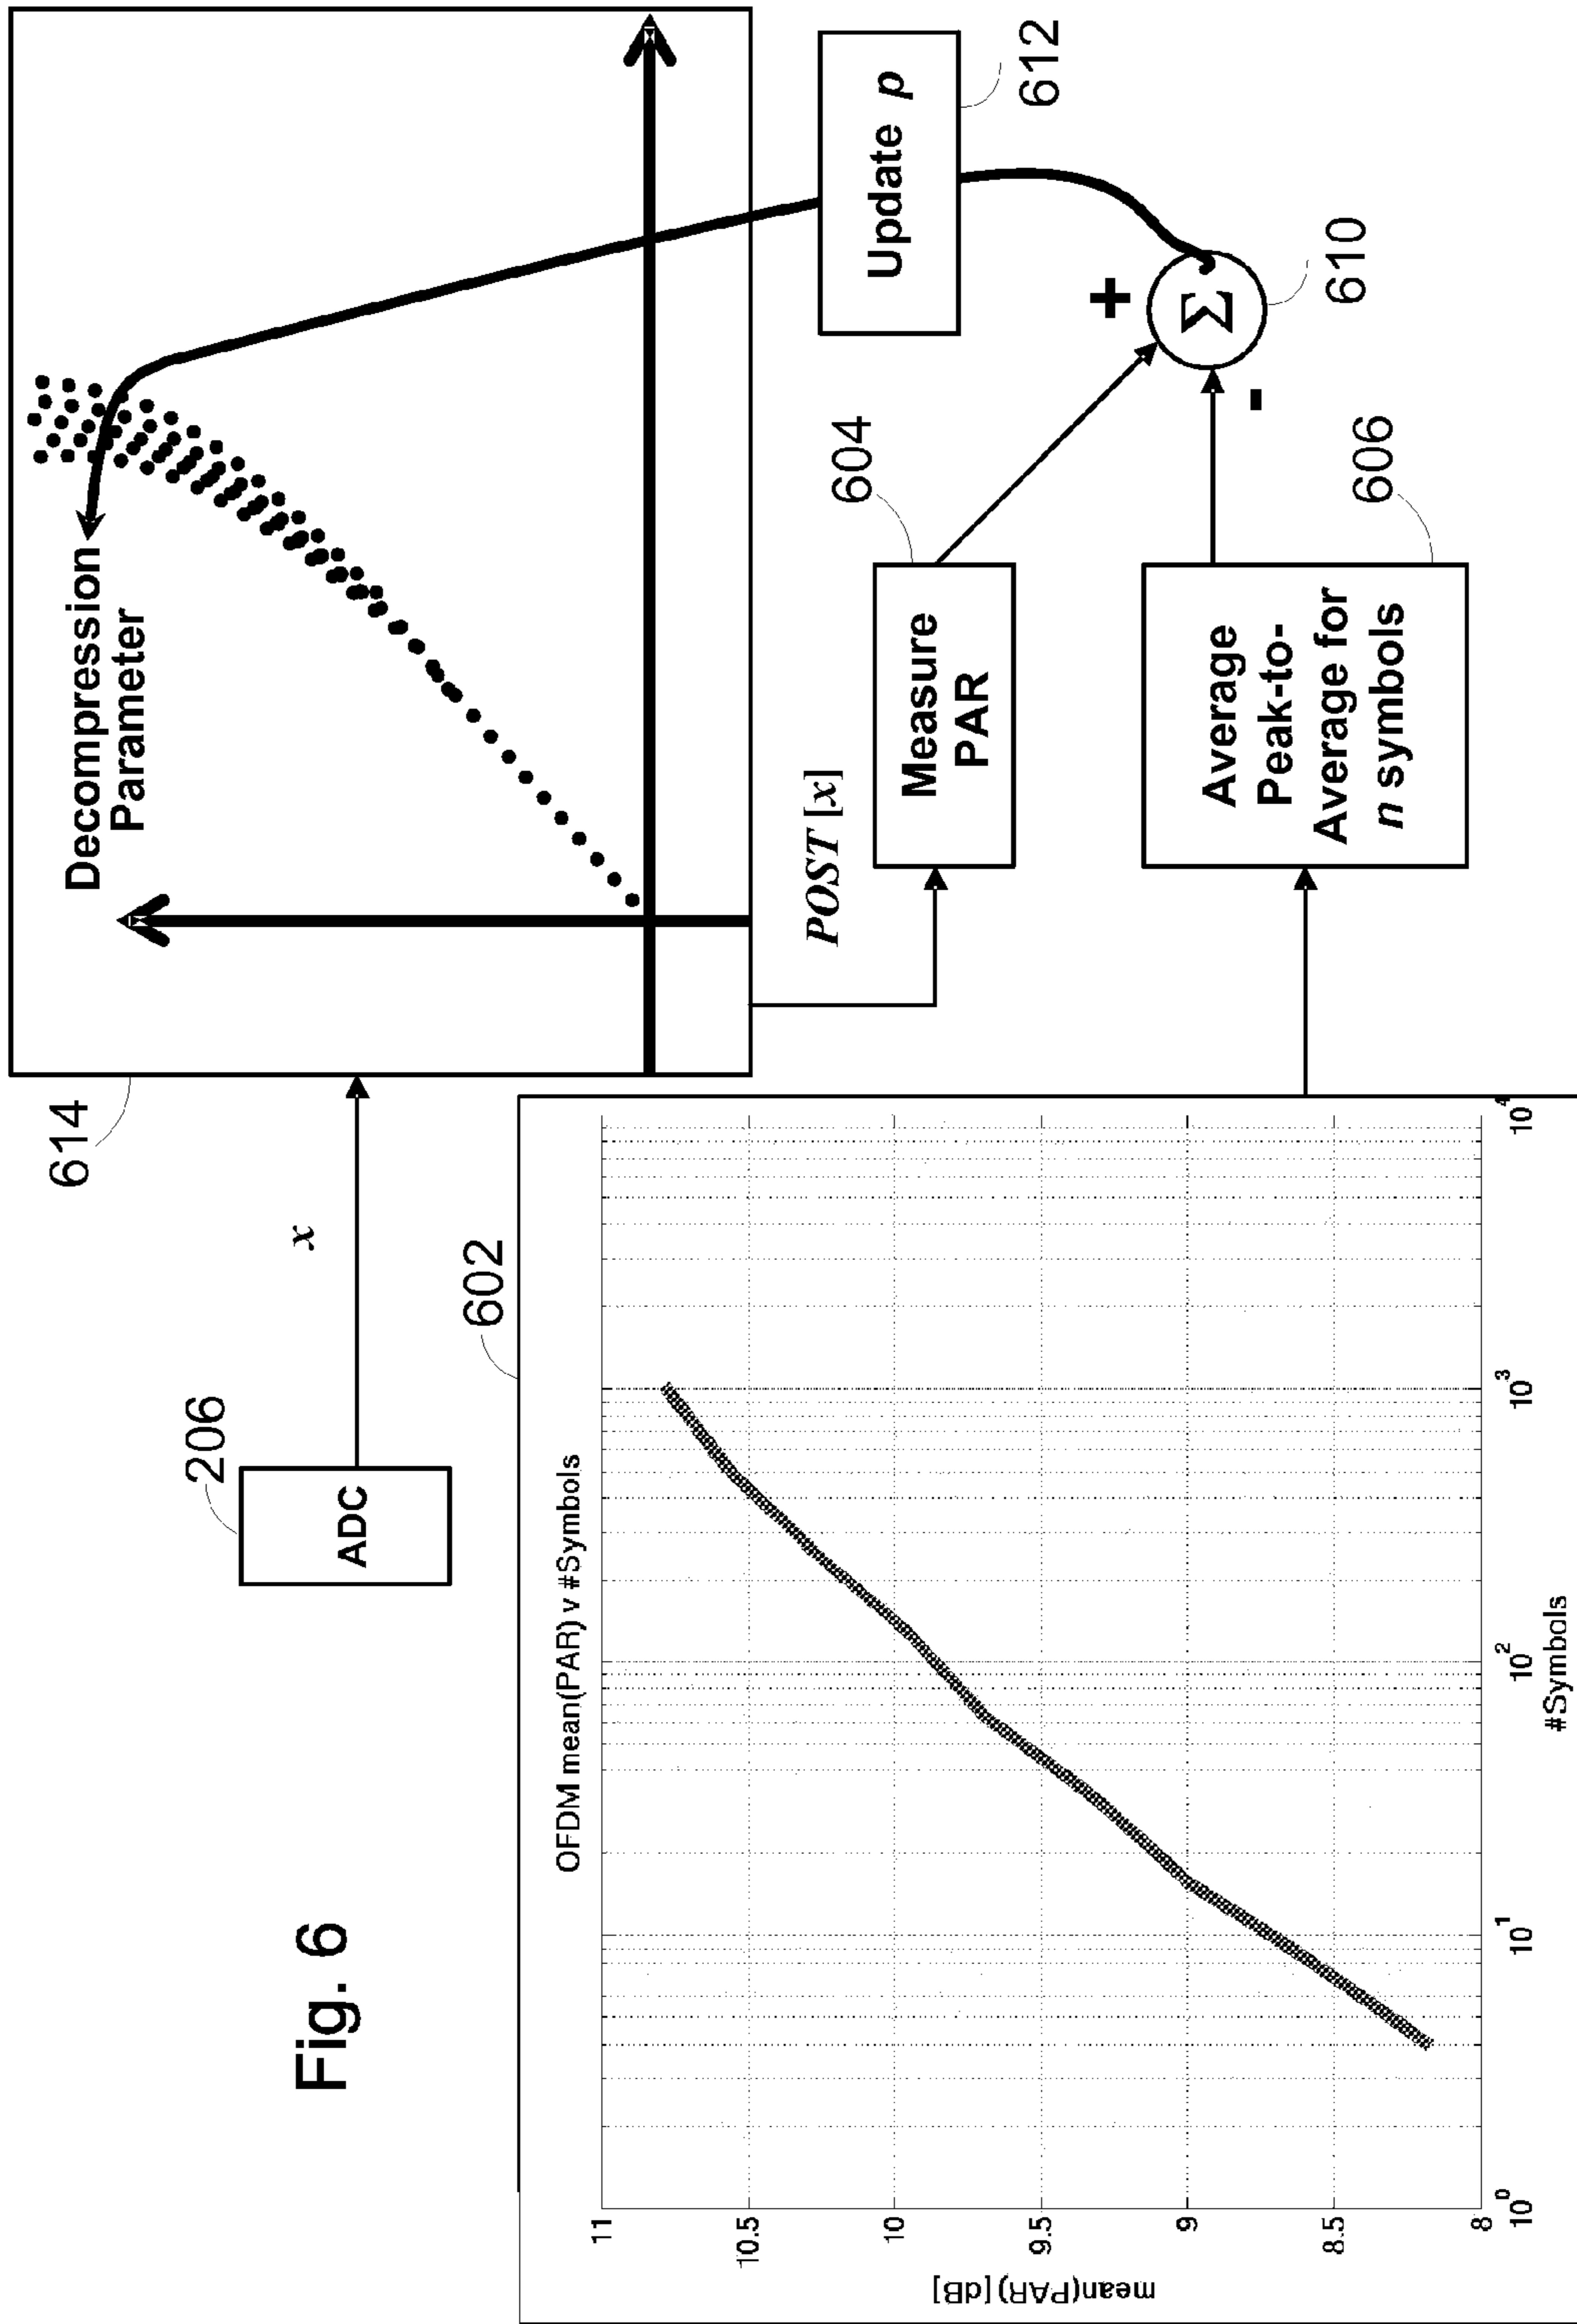 Fig. 6
206
ADC
x
614
Decompression
Parameter
602
OFDM mean(PAR) v #Symbols
mean(PAR) [dB]
11
10.5
10
9.5
9
8.5
8
10^0
10^1
10^2
10^3
10^4
#Symbols
POST [x]
604
Measure
PAR
606
Average
Peak-to-
Average for
n symbols
+
-
Σ
610
Update p
612